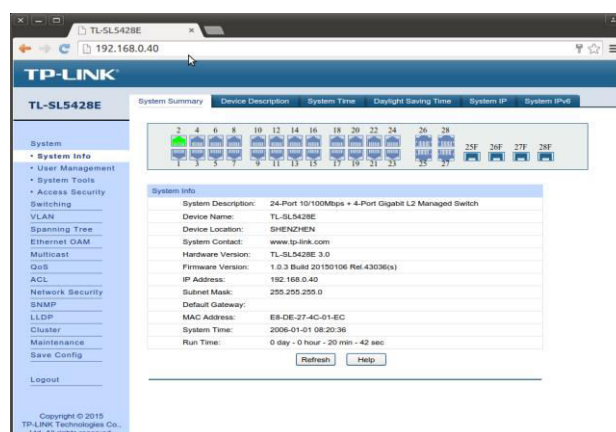 TL-SL5428E
192.168.0.40
TP-LINK
TL-SL5428E
System Summary Device Description System Time Daylight Saving Time System IP System IPv6
System
• System Info
• User Management
• System Tools
• Access Security
Switching
VLAN
Spanning Tree
Ethernet OAM
Multicast
QoS
ACL
Network Security
SNMP
LLDP
Cluster
Maintenance
Save Config
Logout
Copyright © 2015
TP-LINK Technologies Co.,
Ltd. All rights reserved.
2 4 6 8 10 12 14 16 18 20 22 24 26 28
25F 26F 27F 28F
1 3 5 7 9 11 13 15 17 19 21 23 25 27
System Info
System Description: 24-Port 10/100Mbps + 4-Port Gigabit L2 Managed Switch
Device Name: TL-SL5428E
Device Location: SHENZHEN
System Contact: www.tp-link.com
Hardware Version: TL-SL5428E 3.0
Firmware Version: 1.0.3 Build 20150106 Rel.43036(s)
IP Address: 192.168.0.40
Subnet Mask: 255.255.255.0
Default Gateway:
MAC Address: E8-DE-27-4C-01-EC
System Time: 2006-01-01 08:20:36
Run Time: 0 day - 0 hour - 20 min - 42 sec
Refresh Help